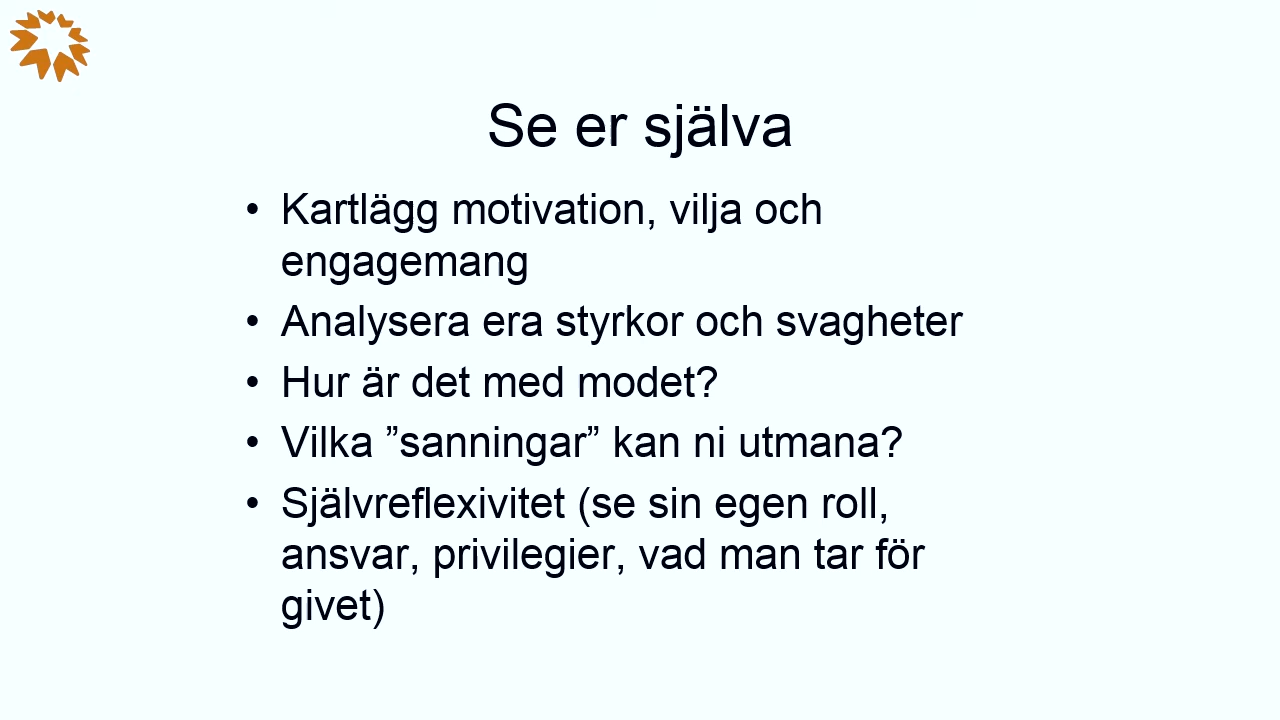 Se er själva
• Kartlägg motivation, vilja och
engagemang
• Analysera era styrkor och svagheter
• Hur är det med modet?
• Vilka ”sanningar” kan ni utmana?
• Självreflexivitet (se sin egen roll,
ansvar, privilegier, vad man tar för
givet)